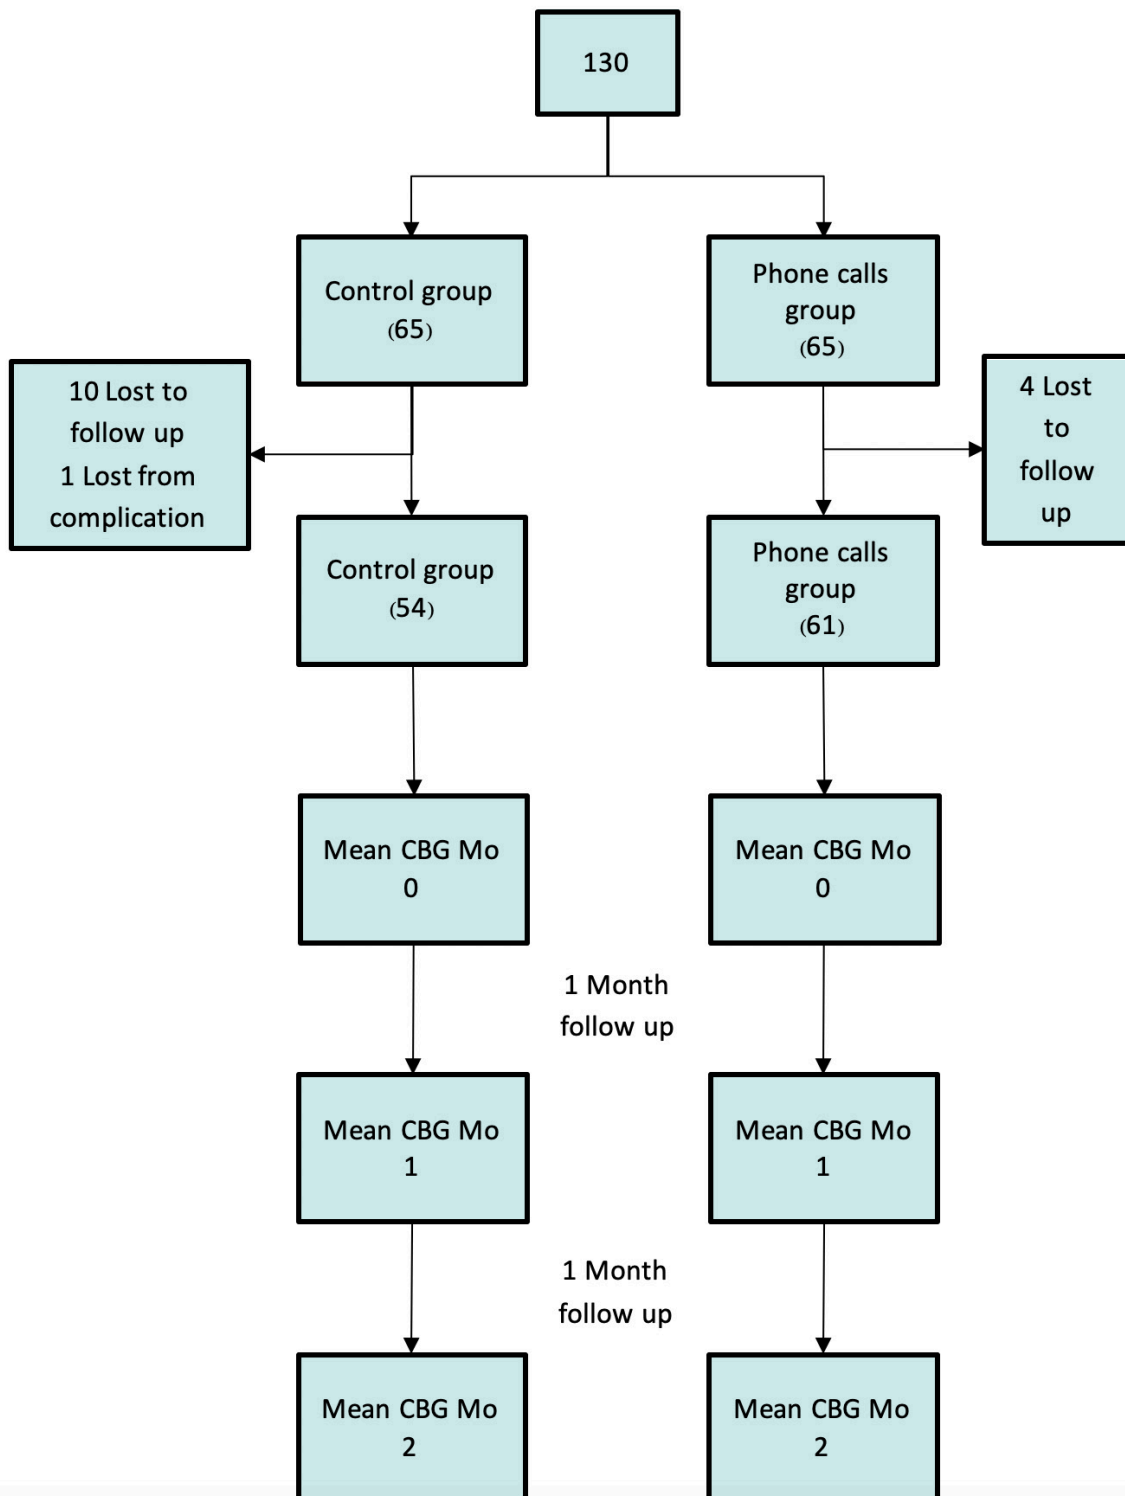 130
Control group
(65)
Phone calls
group
(65)
10 Lost to
follow up
1 Lost from
complication
4 Lost
to
follow
up
Control group
(54)
Phone calls
group
(61)
Mean CBG Mo
0
Mean CBG Mo
0
1 Month
follow up
Mean CBG Mo
1
Mean CBG Mo
1
1 Month
follow up
Mean CBG Mo
2
Mean CBG Mo
2